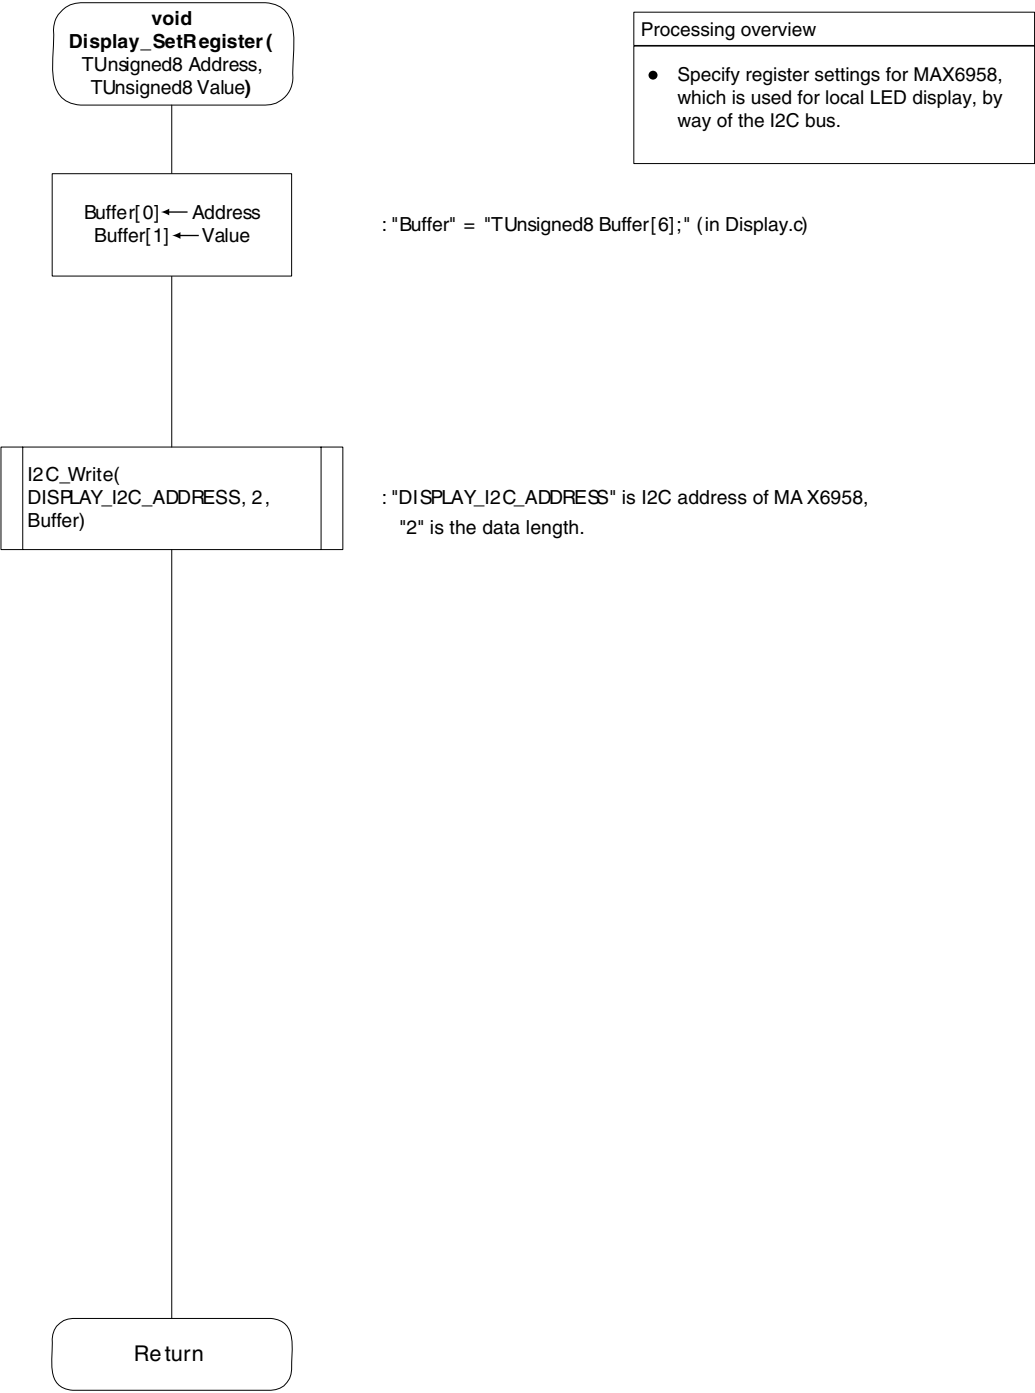 void
Display_SetRegister(
TUnsigned8 Address,
TUnsigned8 Value)
Processing overview
● Specify register settings for MAX6958,
which is used for local LED display, by
way of the I2C bus.
Buffer[0] ← Address
Buffer[1] ← Value
: "Buffer" = "TUnsigned8 Buffer[6];" (in Display.c)
I2C_Write(
DISPLAY_I2C_ADDRESS, 2,
Buffer)
: "DISPLAY_I2C_ADDRESS" is I2C address of MAX6958,
"2" is the data length.
Return